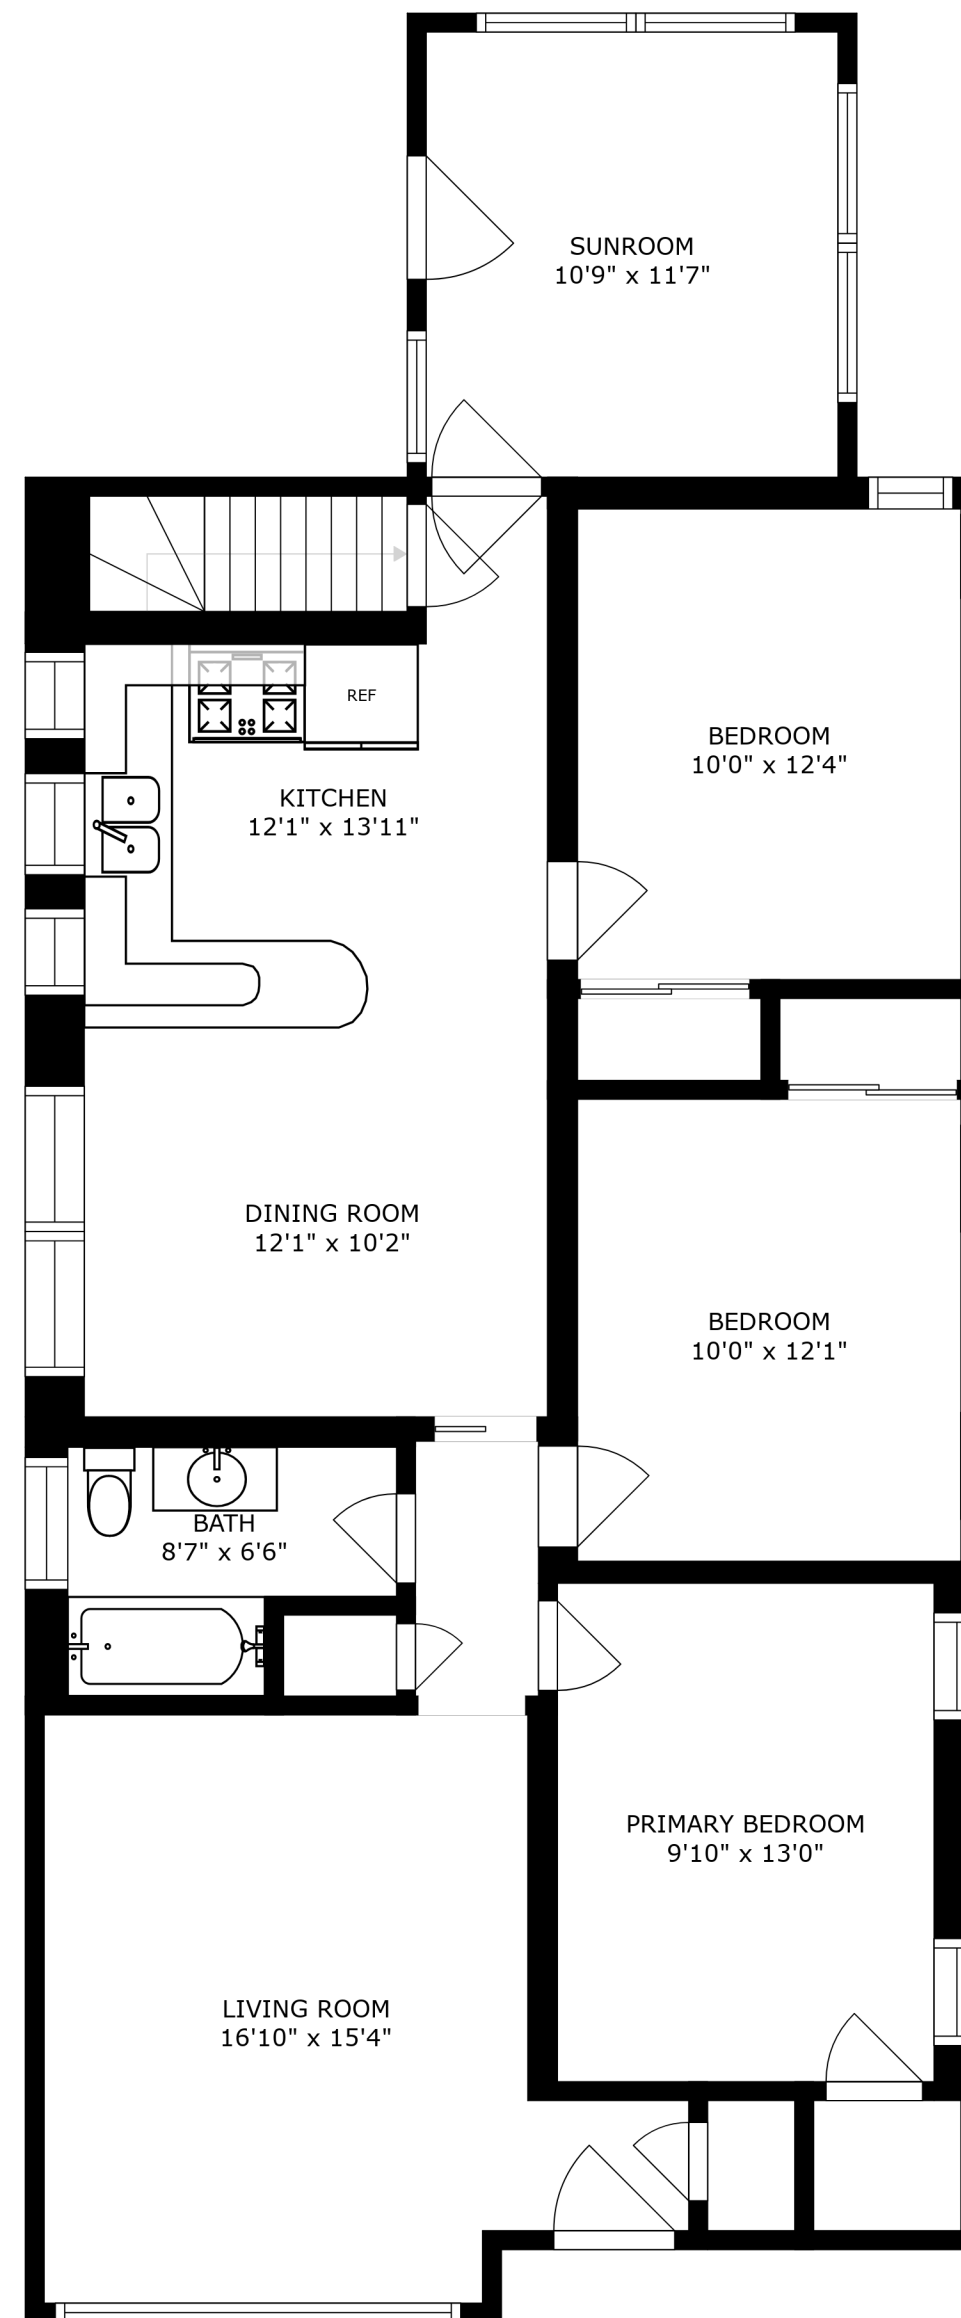 SUNROOM
10'9" x 11'7"
BEDROOM
10'0" x 12'4"
REF
KITCHEN
12'1" x 13'11"
DINING ROOM
12'1" x 10'2"
BEDROOM
10'0" x 12'1"
BATH
8'7" x 6'6"
PRIMARY BEDROOM
9'10" x 13'0"
LIVING ROOM
16'10" x 15'4"